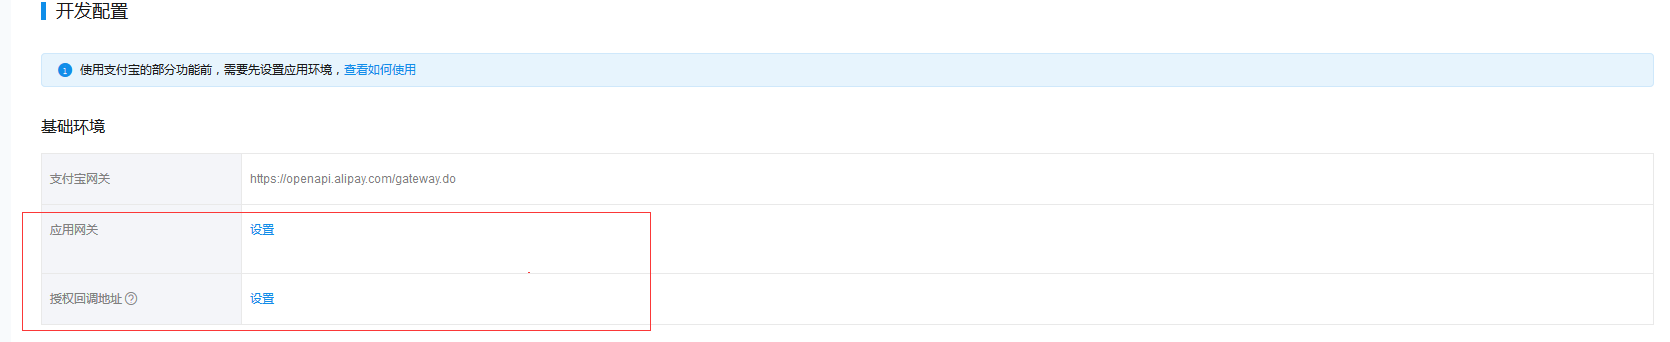 开发配置
使用支付宝的部分功能前，需要先设置应用环境，查看如何使用
基础环境
支付宝网关 https://openapi.alipay.com/gateway.do
应用网关 设置
授权回调地址 设置